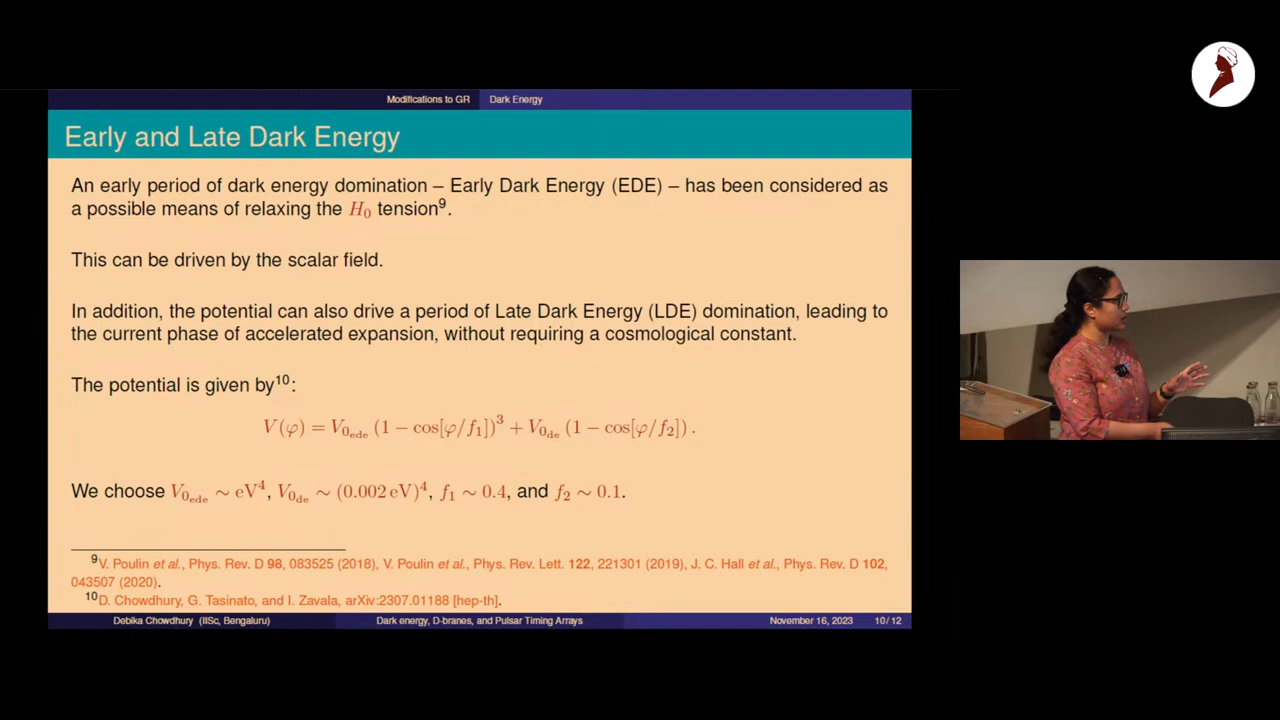 Modifications to GR Dark Energy
Early and Late Dark Energy
An early period of dark energy domination – Early Dark Energy (EDE) – has been considered as
a possible means of relaxing the H₀ tension⁹.
This can be driven by the scalar field.
In addition, the potential can also drive a period of Late Dark Energy (LDE) domination, leading to
the current phase of accelerated expansion, without requiring a cosmological constant.
The potential is given by¹⁰:
V(φ) = V₀ₑdₑ (1 − cos[φ/f₁])³ + V₀dₑ (1 − cos[φ/f₂]) .
We choose V₀ₑdₑ ∼ eV⁴, V₀dₑ ∼ (0.002 eV)⁴, f₁ ∼ 0.4, and f₂ ∼ 0.1.
⁹V. Poulin et al., Phys. Rev. D 98, 083525 (2018), V. Poulin et al., Phys. Rev. Lett. 122, 221301 (2019), J. C. Hall et al., Phys. Rev. D 102,
043507 (2020).
¹⁰D. Chowdhury, G. Tasinato, and I. Zavala, arXiv:2307.01188 [hep-th].
Debika Chowdhury (IISc, Bengaluru) Dark energy, D-branes, and Pulsar Timing Arrays November 16, 2023 10 / 12